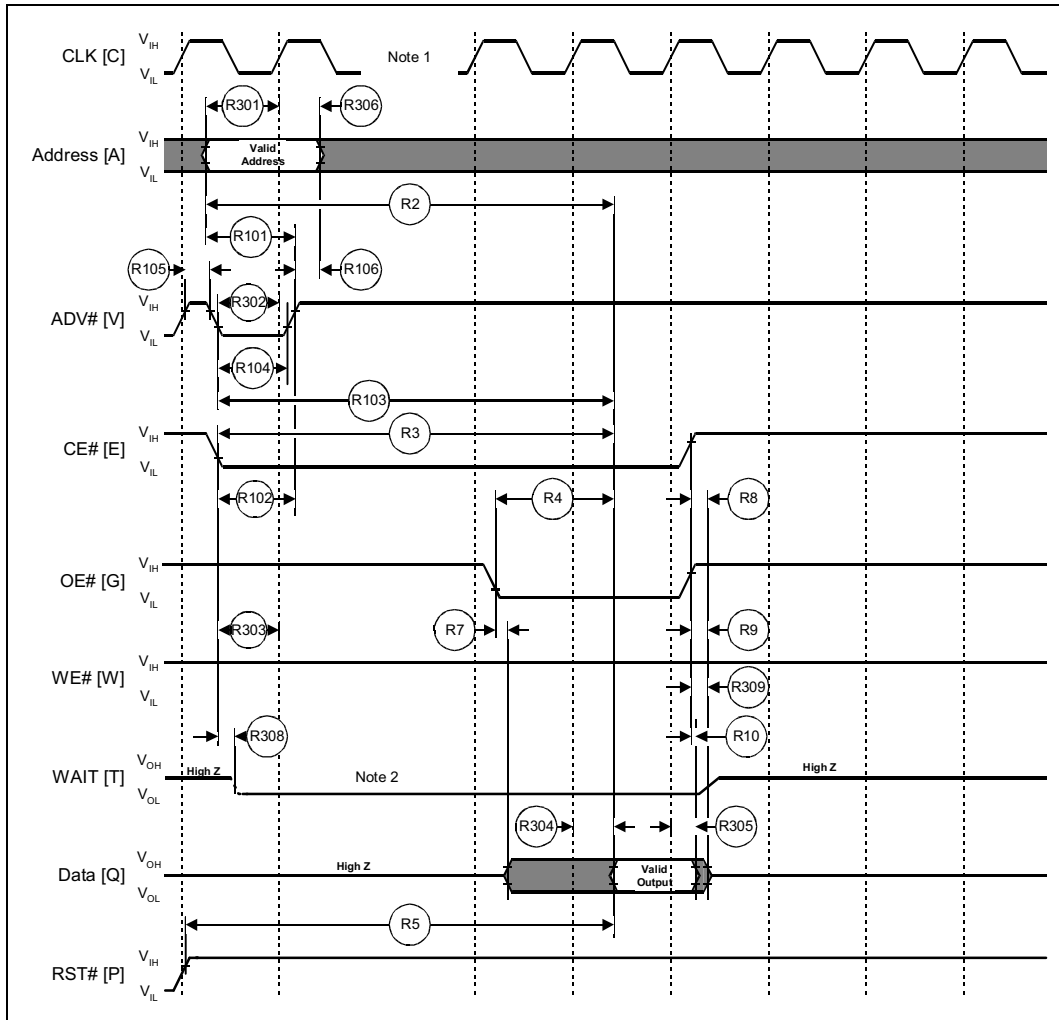 CLK [C]
VIH
VIL
Note 1
R301
R306
Address [A]
VIH
VIL
Valid
Address
R2
R101
R105
R106
ADV# [V]
VIH
VIL
R302
R104
R103
CE# [E]
VIH
VIL
R3
R102
R4
R8
OE# [G]
VIH
VIL
R303
R7
R9
WE# [W]
VIH
VIL
R309
R308
R10
WAIT [T]
VOH
VOL
High Z
Note 2
High Z
R304
R305
Data [Q]
VOH
VOL
High Z
Valid
Output
R5
RST# [P]
VIH
VIL